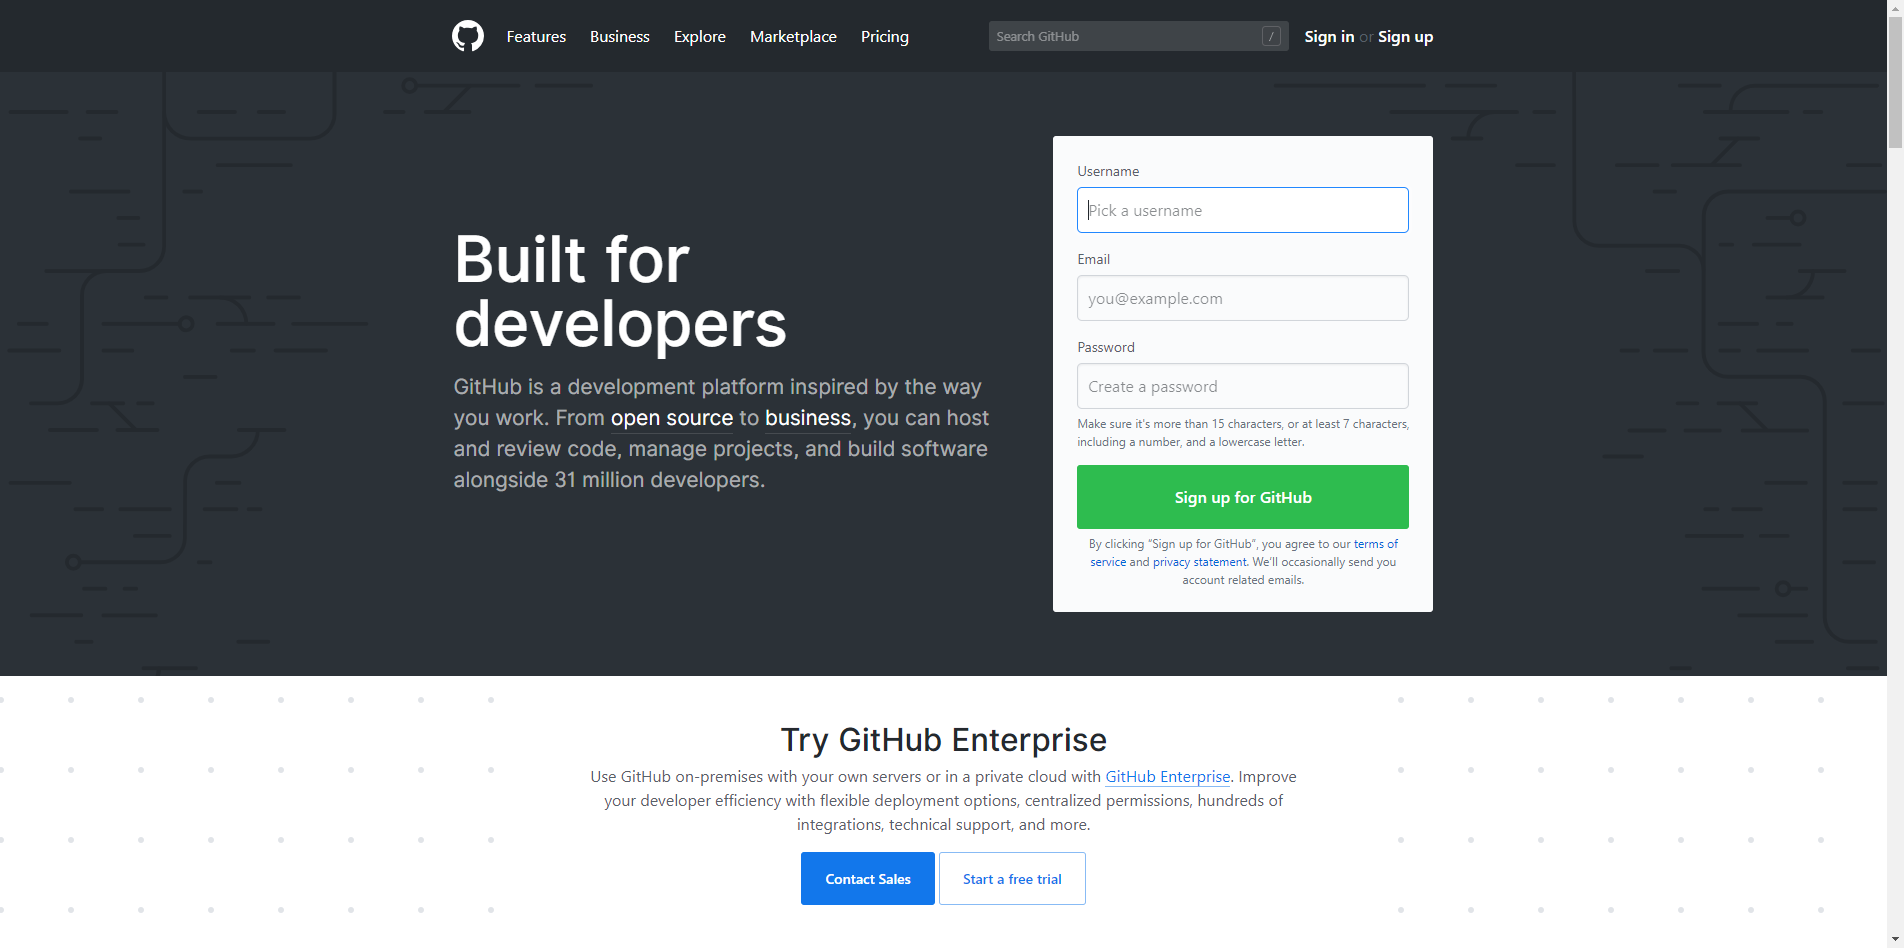 Features Business Explore Marketplace Pricing Search GitHub / Sign in or Sign up
Built for
developers
GitHub is a development platform inspired by the way
you work. From open source to business, you can host
and review code, manage projects, and build software
alongside 31 million developers.
Username
Pick a username
Email
you@example.com
Password
Create a password
Make sure it's more than 15 characters, or at least 7 characters,
including a number, and a lowercase letter.
Sign up for GitHub
By clicking “Sign up for GitHub”, you agree to our terms of
service and privacy statement. We’ll occasionally send you
account related emails.
Try GitHub Enterprise
Use GitHub on-premises with your own servers or in a private cloud with GitHub Enterprise. Improve
your developer efficiency with flexible deployment options, centralized permissions, hundreds of
integrations, technical support, and more.
Contact Sales Start a free trial